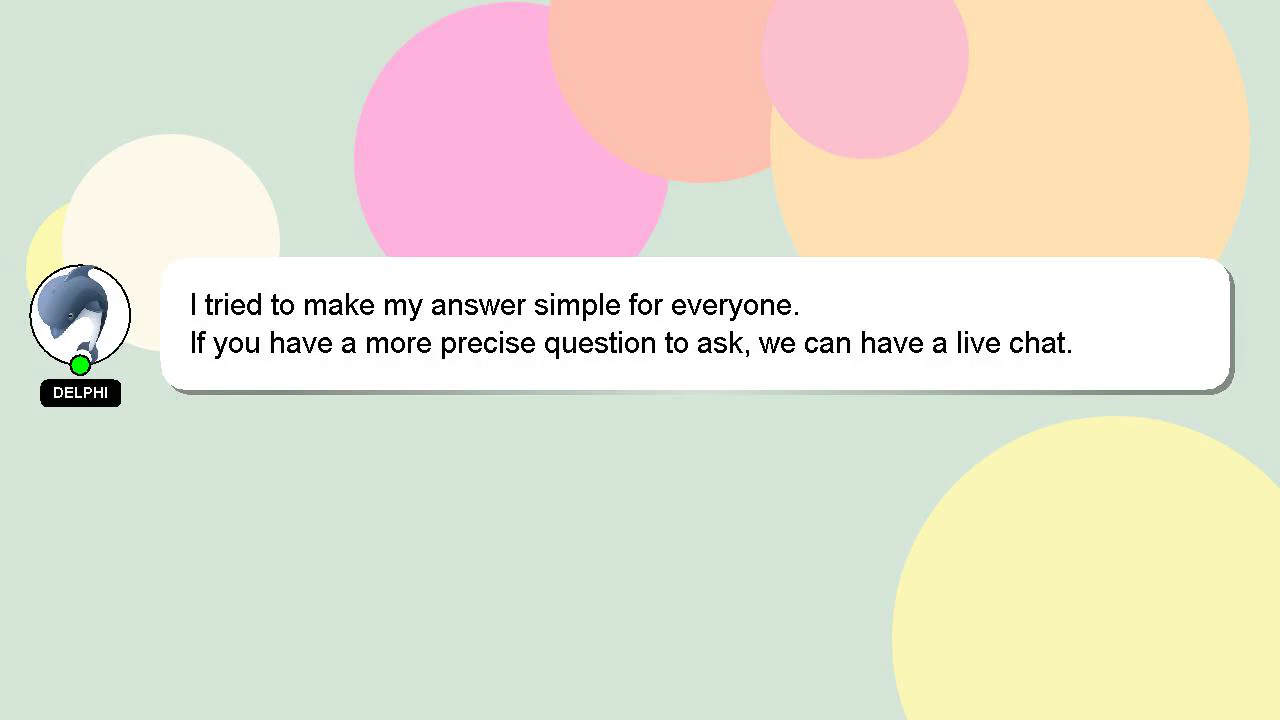 I tried to make my answer simple for everyone.
If you have a more precise question to ask, we can have a live chat.
DELPHI